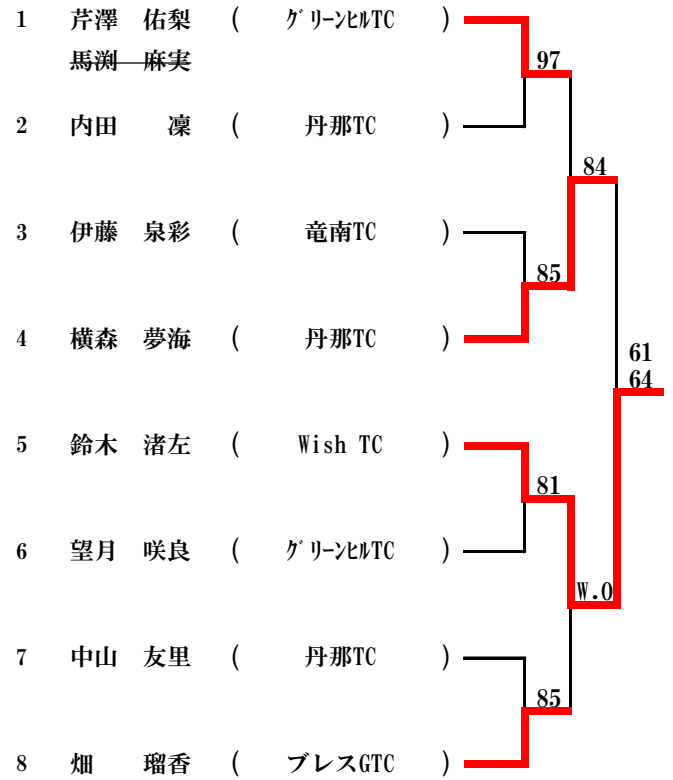 1 芹澤 佑梨 ( グリーンヒルTC )
馬渕 麻実
97
2 内田 凜 ( 丹那TC )
84
3 伊藤 泉彩 ( 竜南TC )
85
4 横森 夢海 ( 丹那TC )
61
64
5 鈴木 渚左 ( Wish TC )
81
6 望月 咲良 ( グリーンヒルTC )
W.O
7 中山 友里 ( 丹那TC )
85
8 畑 瑠香 ( ブレスGTC )